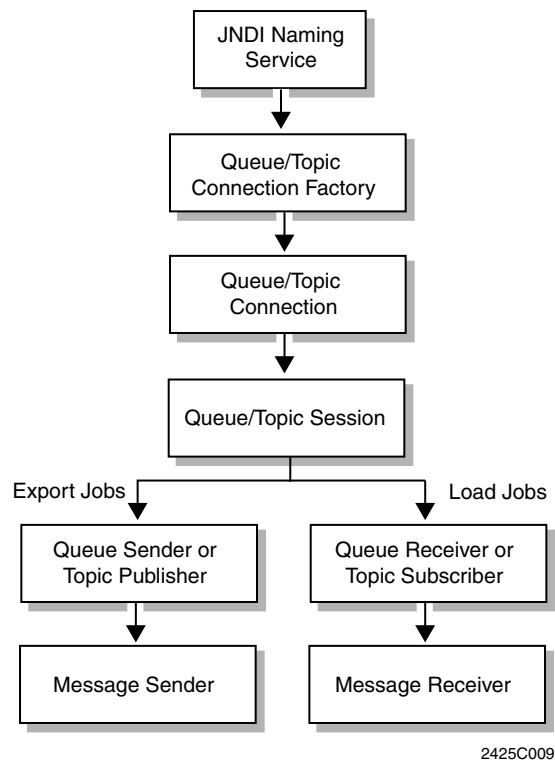 JNDI Naming
Service
Queue/Topic
Connection Factory
Queue/Topic
Connection
Queue/Topic Session
Export Jobs
Load Jobs
Queue Sender or
Topic Publisher
Queue Receiver or
Topic Subscriber
Message Sender
Message Receiver
2425C009